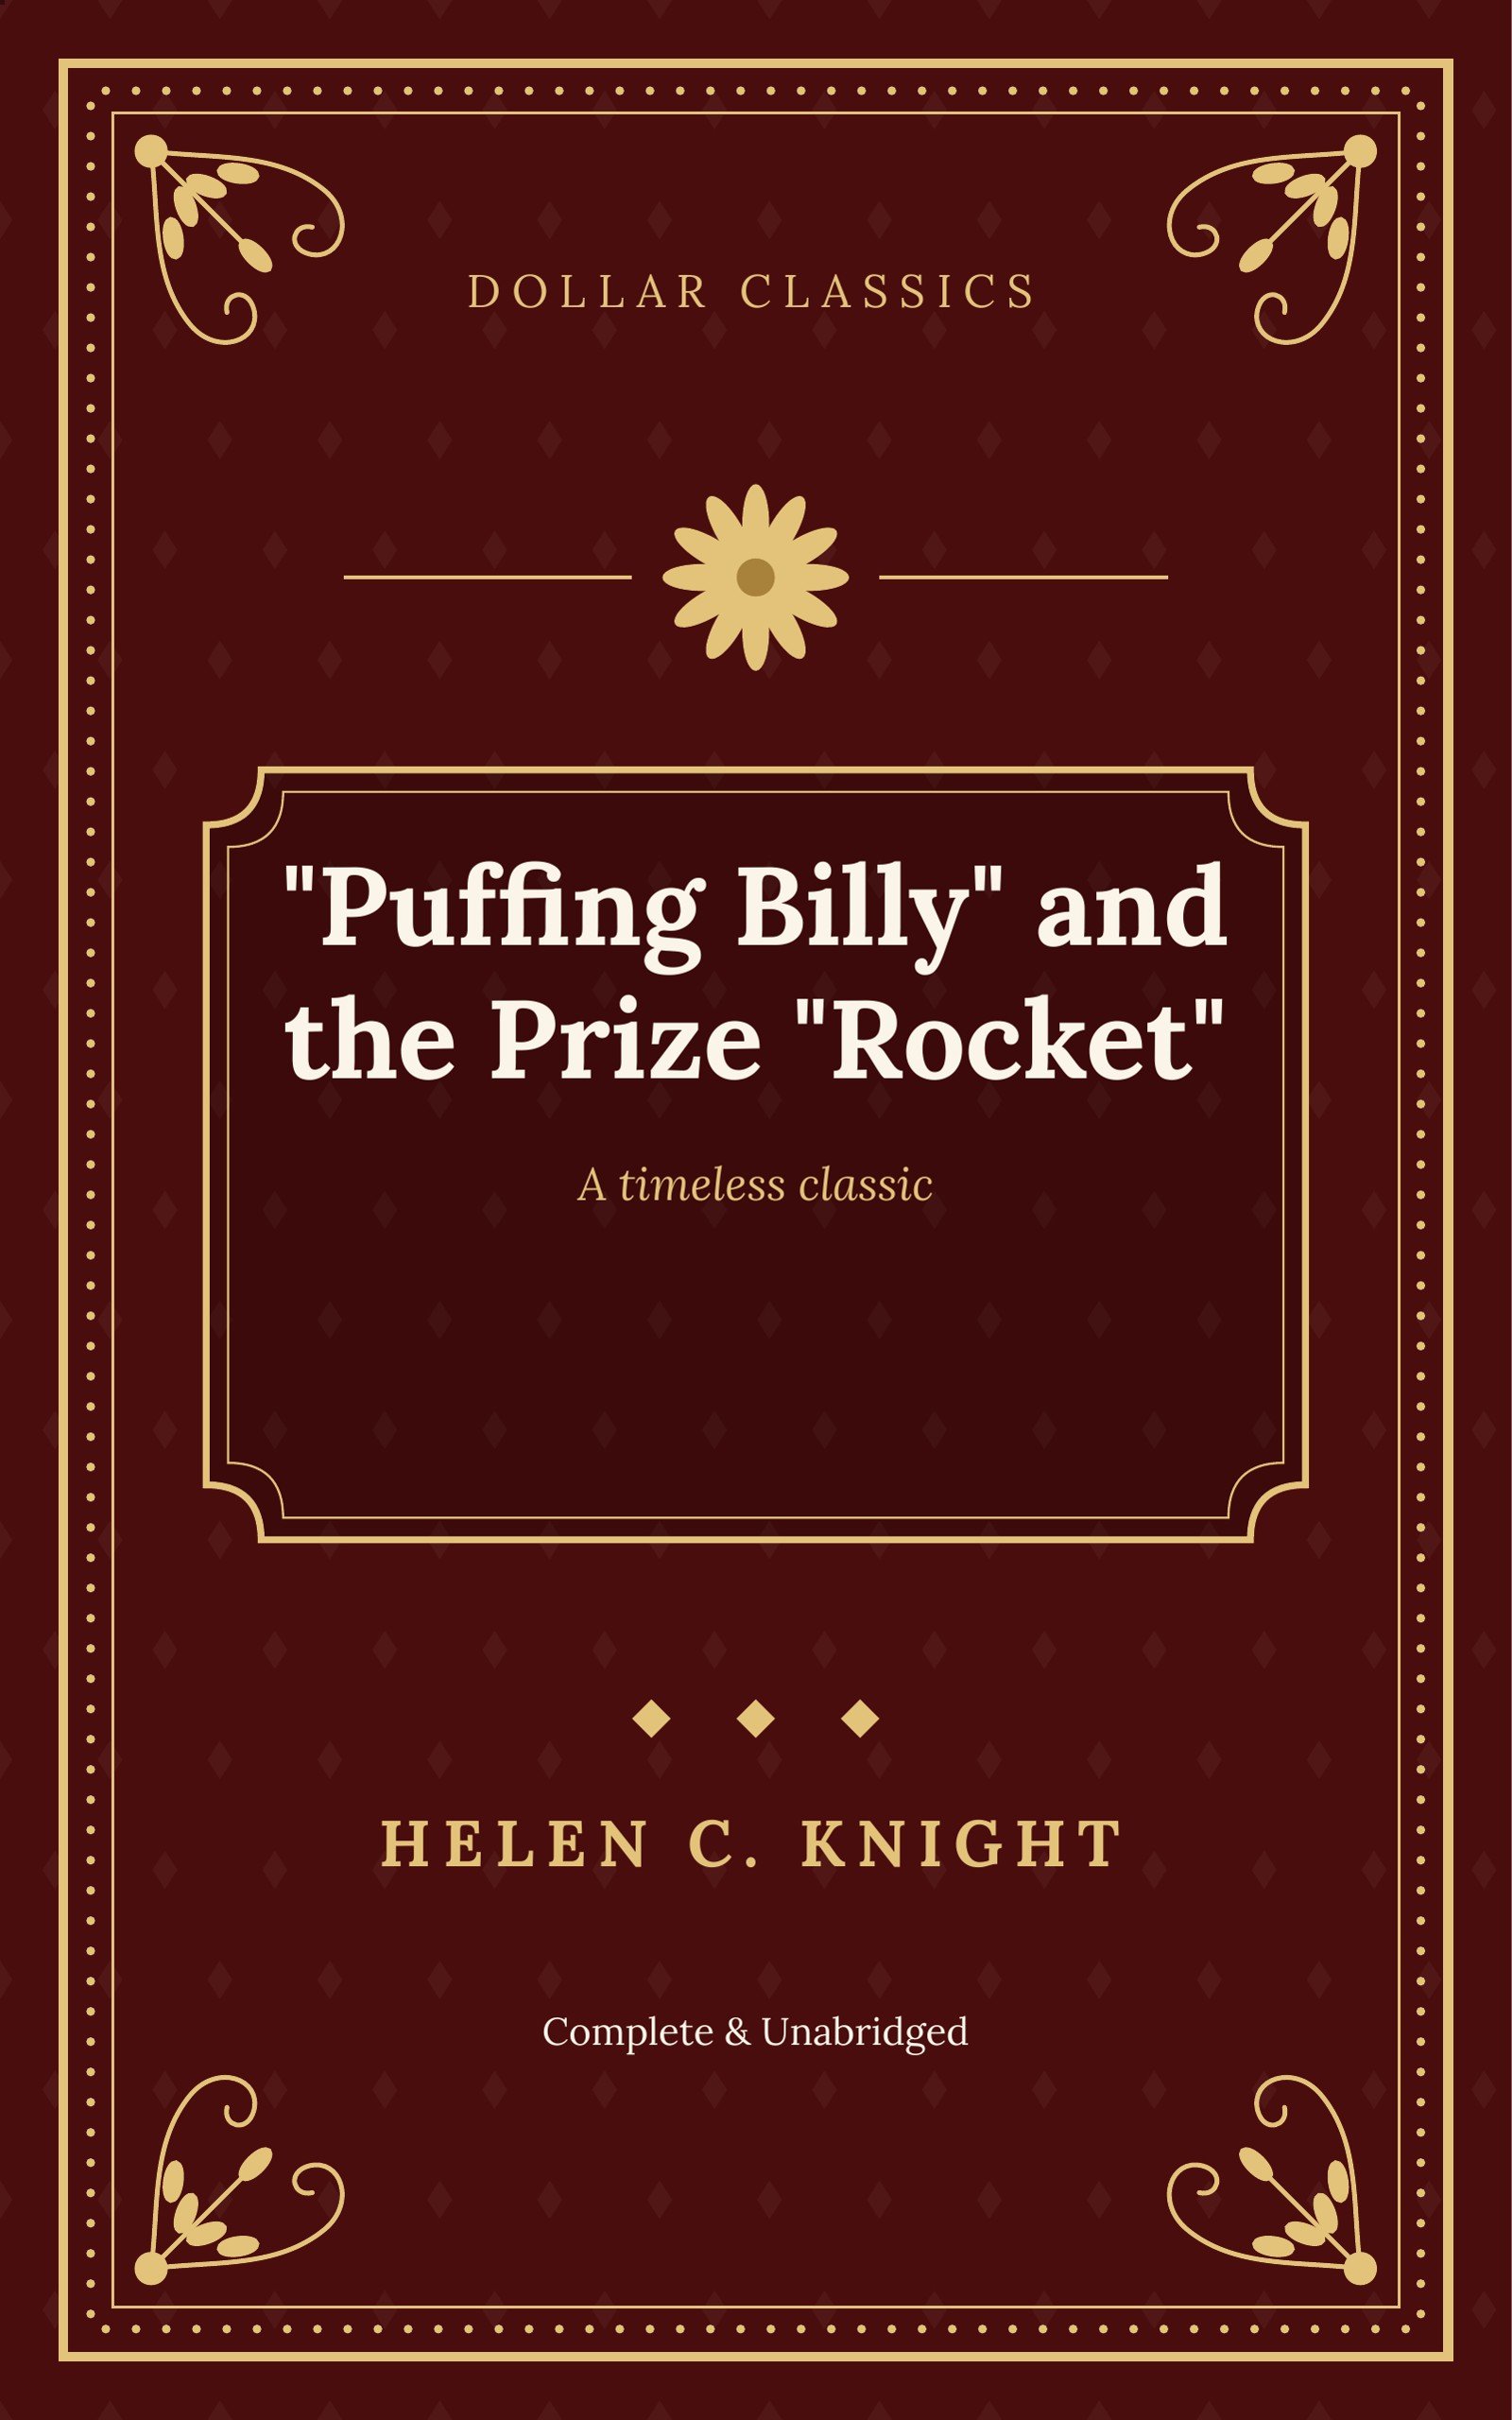 DOLLAR CLASSICS
"Puffing Billy" and
the Prize "Rocket"
A timeless classic
HELEN C. KNIGHT
Complete & Unabridged